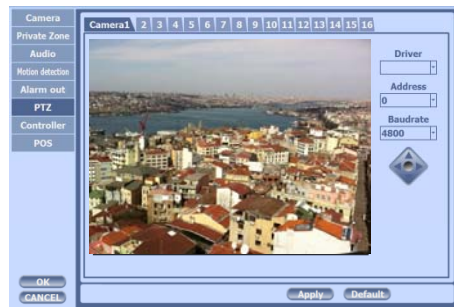 Camera
Private Zone
Audio
Motion detection
Alarm out
PTZ
Controller
POS
OK
CANCEL
Camera1 2 3 4 5 6 7 8 9 10 11 12 13 14 15 16
Driver
Address
0
Baudrate
4800
Apply Default